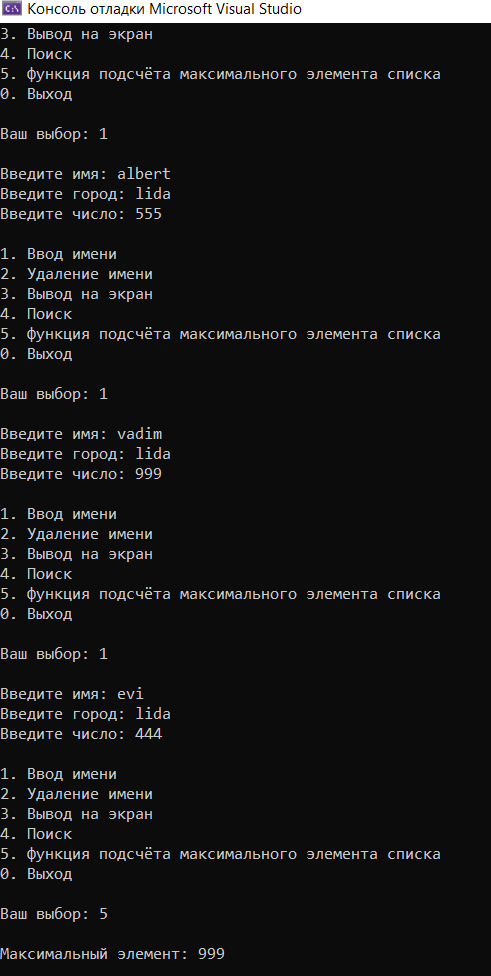 Консоль отладки Microsoft Visual Studio
3. Вывод на экран
4. Поиск
5. функция подсчёта максимального элемента списка
0. Выход
Ваш выбор: 1
Введите имя: albert
Введите город: lida
Введите число: 555
1. Ввод имени
2. Удаление имени
3. Вывод на экран
4. Поиск
5. функция подсчёта максимального элемента списка
0. Выход
Ваш выбор: 1
Введите имя: vadim
Введите город: lida
Введите число: 999
1. Ввод имени
2. Удаление имени
3. Вывод на экран
4. Поиск
5. функция подсчёта максимального элемента списка
0. Выход
Ваш выбор: 1
Введите имя: evi
Введите город: lida
Введите число: 444
1. Ввод имени
2. Удаление имени
3. Вывод на экран
4. Поиск
5. функция подсчёта максимального элемента списка
0. Выход
Ваш выбор: 5
Максимальный элемент: 999